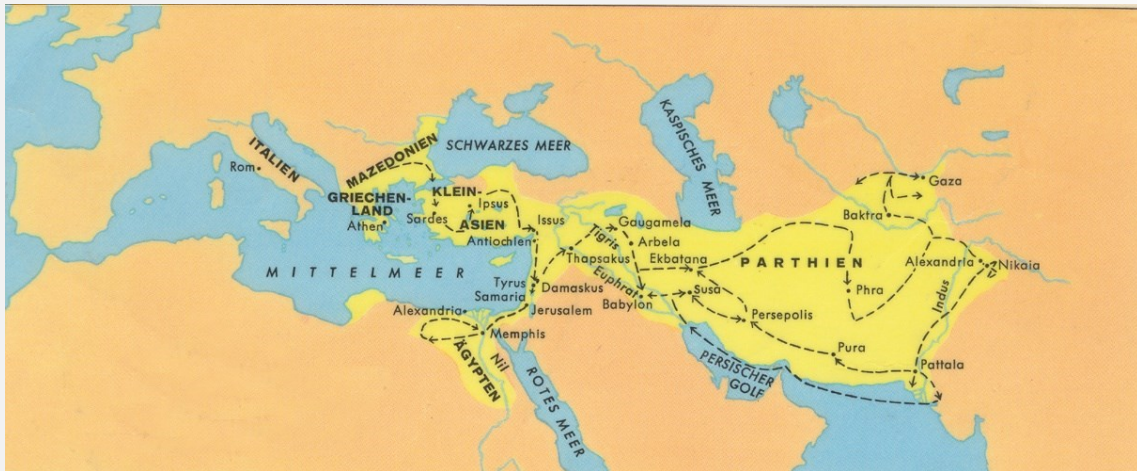 ITALIEN
Rom
MAZEDONIEN
SCHWARZES MEER
KASPISCHES MEER
GRIECHEN-
LAND
Athen
KLEIN-
ASIEN
Ipsus
Sardes
Issus
Antiochien
Gaugamela
Tigris
Arbela
Thapsakus
Ekbatana
Euphrat
Babylon
Susa
PARTHIEN
Baktra
Gaza
Alexandria
Nikaia
Indus
Phra
Persepolis
Pura
Pattala
MITTELMEER
Tyrus
Samaria
Damaskus
Jerusalem
Alexandria
Memphis
ÄGYPTEN
Nil
ROTES MEER
PERSISCHER
GOLF